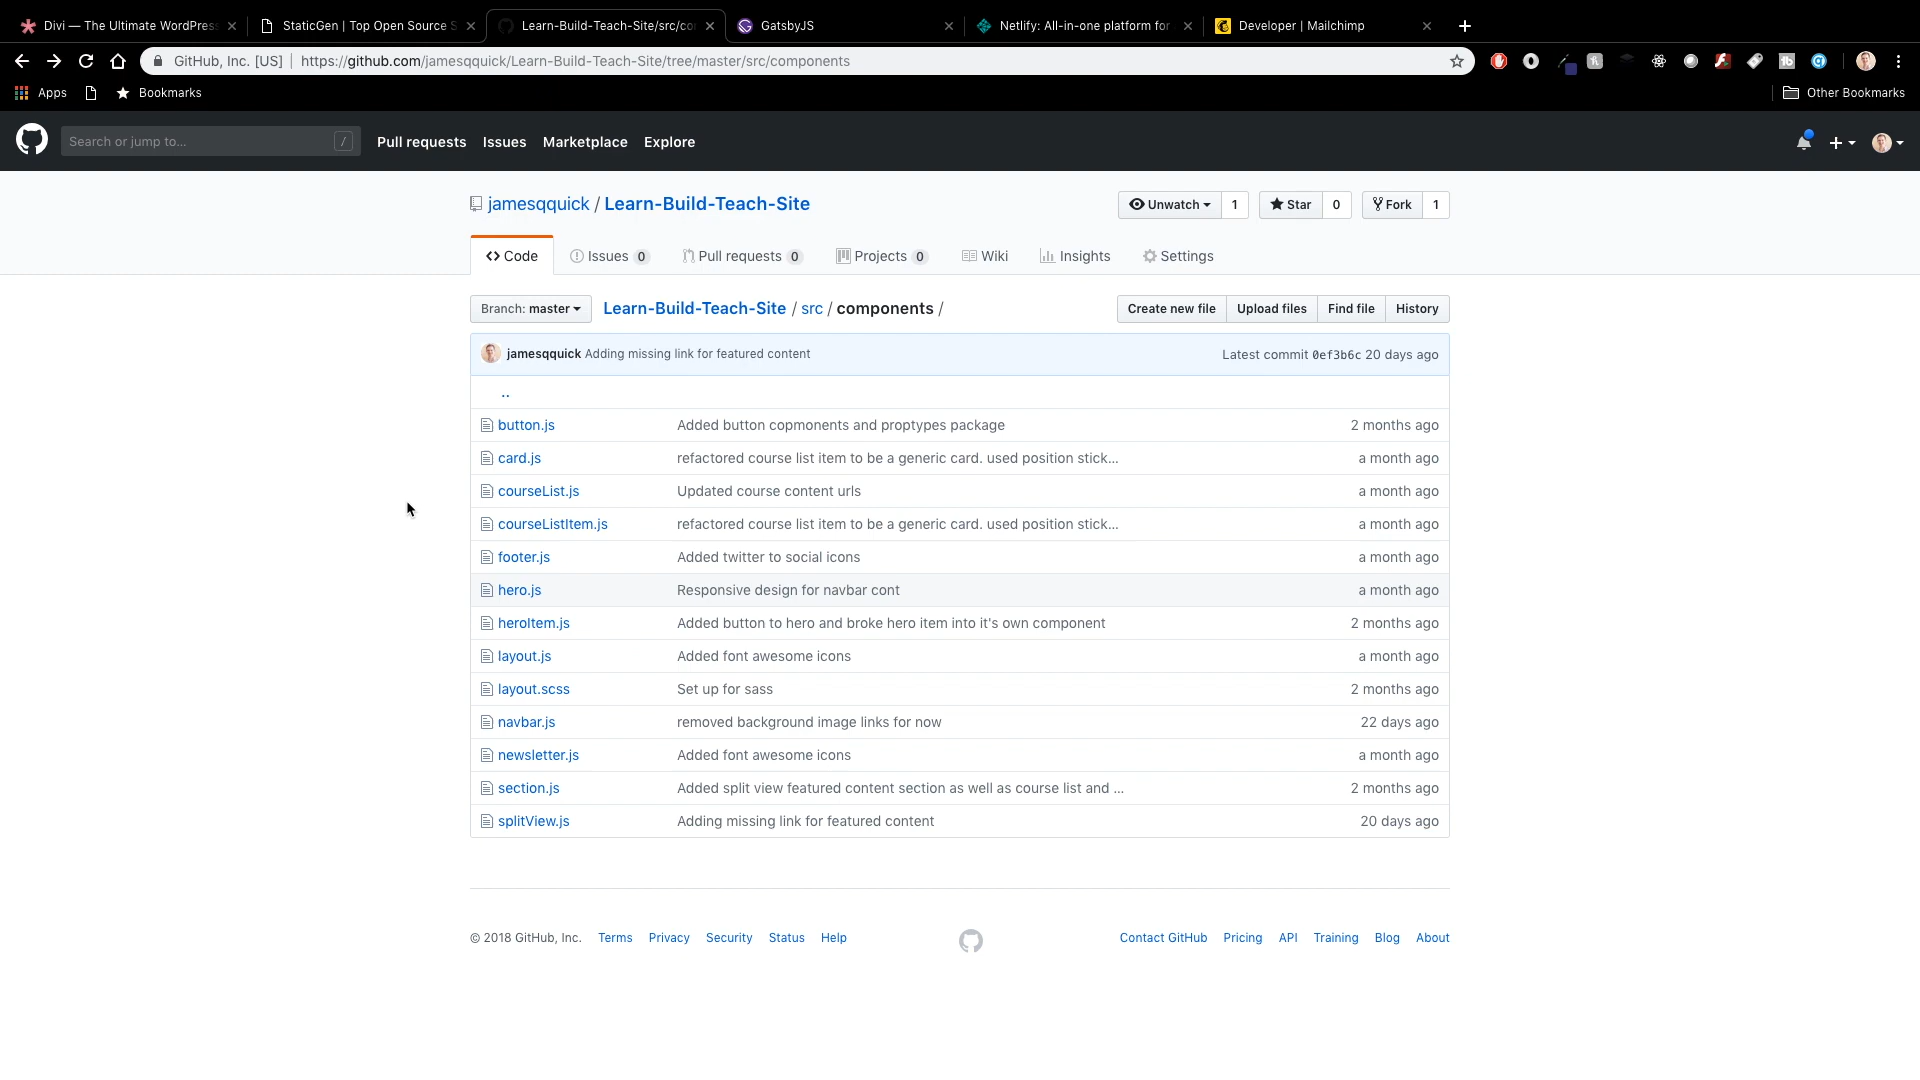 Divi — The Ultimate WordPress
StaticGen | Top Open Source S
Learn-Build-Teach-Site/src/co
GatsbyJS
Netlify: All-in-one platform for
Developer | Mailchimp
GitHub, Inc. [US] | https://github.com/jamesqquick/Learn-Build-Teach-Site/tree/master/src/components
Apps
Bookmarks
Other Bookmarks
Search or jump to... /
Pull requests Issues Marketplace Explore
jamesqquick / Learn-Build-Teach-Site
Unwatch 1
Star 0
Fork 1
Code
Issues 0
Pull requests 0
Projects 0
Wiki
Insights
Settings
Branch: master
Learn-Build-Teach-Site / src / components /
Create new file Upload files Find file History
jamesqquick Adding missing link for featured content
Latest commit 0ef3b6c 20 days ago
..
button.js Added button copmonents and proptypes package 2 months ago
card.js refactored course list item to be a generic card. used position stick… a month ago
courseList.js Updated course content urls a month ago
courseListItem.js refactored course list item to be a generic card. used position stick… a month ago
footer.js Added twitter to social icons a month ago
hero.js Responsive design for navbar cont a month ago
heroItem.js Added button to hero and broke hero item into it's own component 2 months ago
layout.js Added font awesome icons a month ago
layout.scss Set up for sass 2 months ago
navbar.js removed background image links for now 22 days ago
newsletter.js Added font awesome icons a month ago
section.js Added split view featured content section as well as course list and … 2 months ago
splitView.js Adding missing link for featured content 20 days ago
© 2018 GitHub, Inc. Terms Privacy Security Status Help
Contact GitHub Pricing API Training Blog About